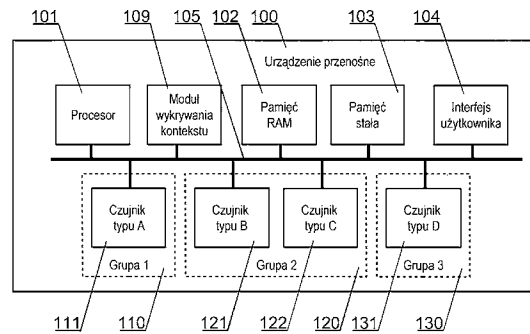 101
109
105
102
100
103
104
Urządzenie przenośne
Procesor
Moduł
wykrywania
kontekstu
Pamięć
RAM
Pamięć
stała
Interfejs
użytkownika
Czujnik
typu A
Czujnik
typu B
Czujnik
typu C
Czujnik
typu D
Grupa 1
Grupa 2
Grupa 3
111
110
121
122
120
131
130